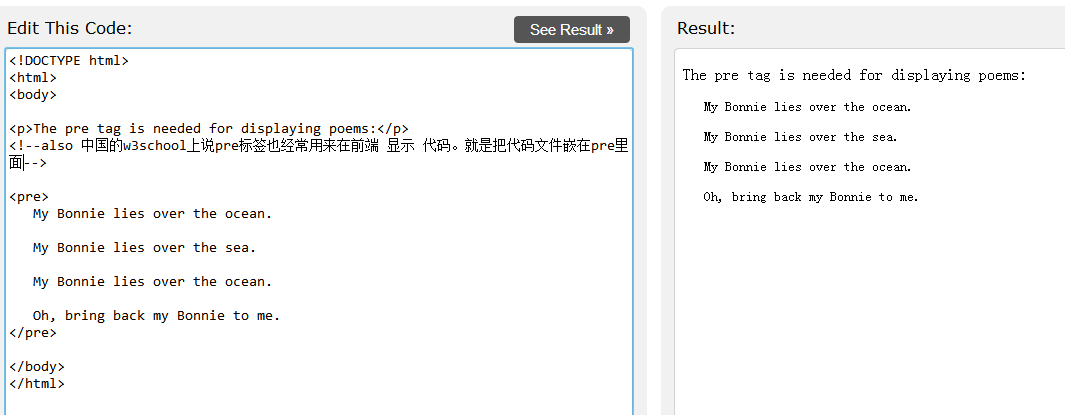 Edit This Code:
See Result »
<!DOCTYPE html>
<html>
<body>
<p>The pre tag is needed for displaying poems:</p>
<!--also 中国的w3school上说pre标签也经常用来在前端 显示 代码。就是把代码文件嵌在pre里
面-->
<pre>
   My Bonnie lies over the ocean.
   My Bonnie lies over the sea.
   My Bonnie lies over the ocean.
   Oh, bring back my Bonnie to me.
</pre>
</body>
</html>
Result:
The pre tag is needed for displaying poems:
My Bonnie lies over the ocean.
My Bonnie lies over the sea.
My Bonnie lies over the ocean.
Oh, bring back my Bonnie to me.